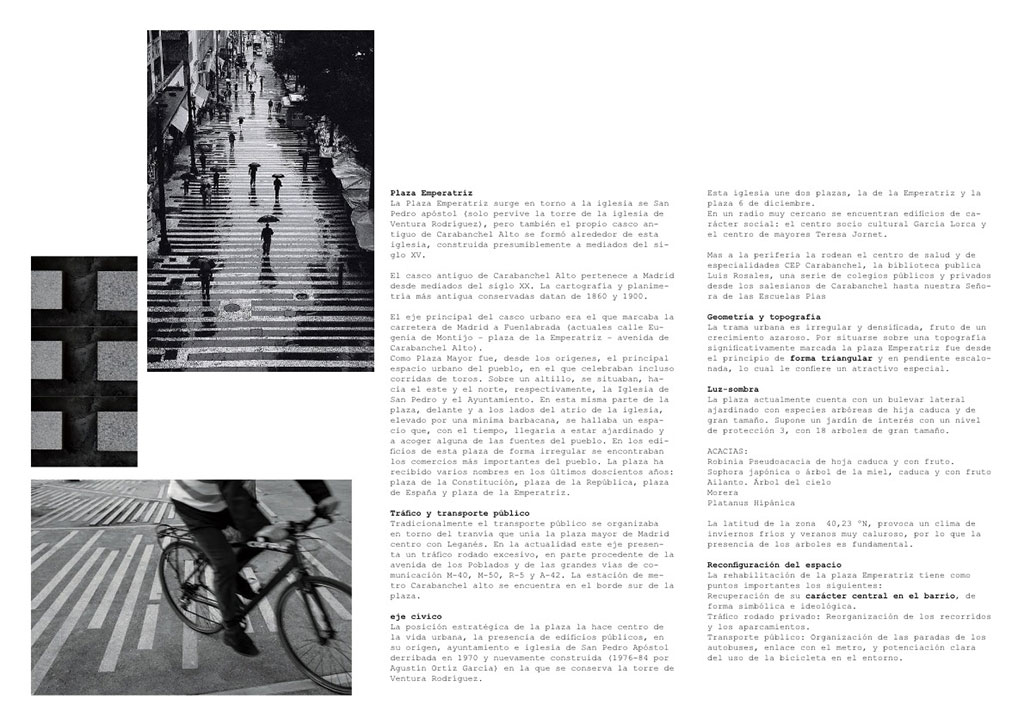 Plaza Emperatriz
La Plaza Emperatriz surge en torno a la iglesia se San
Pedro apóstol (solo pervive la torre de la iglesia de
Ventura Rodríguez), pero también el propio casco an-
tiguo de Carabanchel Alto se formó alrededor de esta
iglesia, construida presumiblemente a mediados del si-
glo XV.
El casco antiguo de Carabanchel Alto pertenece a Madrid
desde mediados del siglo XX. La cartografía y planime-
tría más antigua conservadas datan de 1860 y 1900.
El eje principal del casco urbano era el que marcaba la
carretera de Madrid a Fuenlabrada (actuales calle Eu-
genia de Montijo - plaza de la Emperatriz - avenida de
Carabanchel Alto).
Como Plaza Mayor fue, desde los orígenes, el principal
espacio urbano del pueblo, en el que celebraban incluso
corridas de toros. Sobre un altillo, se situaban, ha-
cia el este y el norte, respectivamente, la Iglesia de
San Pedro y el Ayuntamiento. En esta misma parte de la
plaza, delante y a los lados del atrio de la iglesia,
elevado por una mínima barbacana, se hallaba un espa-
cio que, con el tiempo, llegaría a estar ajardinado y
a acoger alguna de las fuentes del pueblo. En los edi-
ficios de esta plaza de forma irregular se encontraban
los comercios más importantes del pueblo. La plaza ha
recibido varios nombres en los últimos doscientos años:
plaza de la Constitución, plaza de la República, plaza
de España y plaza de la Emperatriz.
Tráfico y transporte público
Tradicionalmente el transporte público se organizaba
en torno del tranvía que unía la plaza mayor de Madrid
centro con Leganés. En la actualidad este eje presen-
ta un tráfico rodado excesivo, en parte procedente de la
avenida de los Poblados y de las grandes vías de co-
municación M-40, M-50, R-5 y A-42. La estación de me-
tro Carabanchel alto se encuentra en el borde sur de la
plaza.
eje cívico
La posición estratégica de la plaza la hace centro de
la vida urbana, la presencia de edificios públicos, en
su origen, ayuntamiento e iglesia de San Pedro Apóstol
derribada en 1970 y nuevamente construida (1976-84 por
Agustín Ortíz García) en la que se conserva la torre de
Ventura Rodríguez.
Esta iglesia une dos plazas, la de la Emperatriz y la
plaza 6 de diciembre.
En un radio muy cercano se encuentran edificios de ca-
rácter social: el centro socio cultural García Lorca y
el centro de mayores Teresa Jornet.
Mas a la periferia la rodean el centro de salud y de
especialidades CEP Carabanchel, la biblioteca publica
Luis Rosales, una serie de colegios públicos y privados
desde los salesianos de Carabanchel hasta nuestra Seño-
ra de las Escuelas Pías
Geometría y topografía
La trama urbana es irregular y densificada, fruto de un
crecimiento azaroso. Por situarse sobre una topografía
significativamente marcada la plaza Emperatriz fue desde
el principio de forma triangular y en pendiente escalo-
nada, lo cual le confiere un atractivo especial.
Luz-sombra
La plaza actualmente cuenta con un bulevar lateral
ajardinado con especies arbóreas de hija caduca y de
gran tamaño. Supone un jardín de interés con un nivel
de protección 3, con 18 arboles de gran tamaño.
ACACIAS:
Robinia Pseudoacacia de hoja caduca y con fruto.
Sophora japónica o árbol de la miel, caduca y con fruto
Ailanto. Árbol del cielo
Morera
Platanus Hipánica
La latitud de la zona  40,23 ºN, provoca un clima de
inviernos fríos y veranos muy caluroso, por lo que la
presencia de los arboles es fundamental.
Reconfiguración del espacio
La rehabilitación de la plaza Emperatriz tiene como
puntos importantes los siguientes:
Recuperación de su carácter central en el barrio, de
forma simbólica e ideológica.
Tráfico rodado privado: Reorganización de los recorridos
y los aparcamientos.
Transporte público: Organización de las paradas de los
autobuses, enlace con el metro, y potenciación clara
del uso de la bicicleta en el entorno.